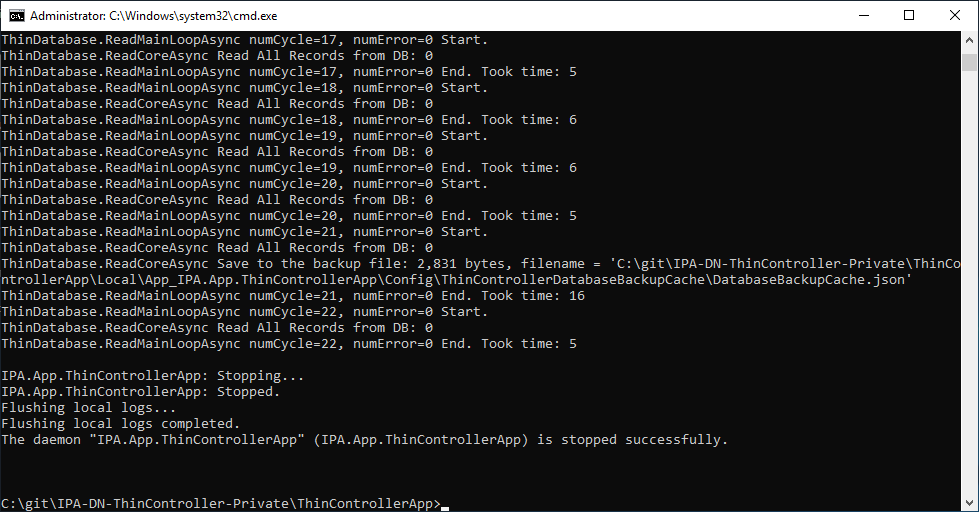 Administrator: C:\Windows\system32\cmd.exe
ThinDatabase.ReadMainLoopAsync numCycle=17, numError=0 Start.
ThinDatabase.ReadCoreAsync Read All Records from DB: 0
ThinDatabase.ReadMainLoopAsync numCycle=17, numError=0 End. Took time: 5
ThinDatabase.ReadMainLoopAsync numCycle=18, numError=0 Start.
ThinDatabase.ReadCoreAsync Read All Records from DB: 0
ThinDatabase.ReadMainLoopAsync numCycle=18, numError=0 End. Took time: 6
ThinDatabase.ReadMainLoopAsync numCycle=19, numError=0 Start.
ThinDatabase.ReadCoreAsync Read All Records from DB: 0
ThinDatabase.ReadMainLoopAsync numCycle=19, numError=0 End. Took time: 6
ThinDatabase.ReadMainLoopAsync numCycle=20, numError=0 Start.
ThinDatabase.ReadCoreAsync Read All Records from DB: 0
ThinDatabase.ReadMainLoopAsync numCycle=20, numError=0 End. Took time: 5
ThinDatabase.ReadMainLoopAsync numCycle=21, numError=0 Start.
ThinDatabase.ReadCoreAsync Read All Records from DB: 0
ThinDatabase.ReadCoreAsync Save to the backup file: 2,831 bytes, filename = 'C:\git\IPA-DN-ThinController-Private\ThinCo
ntrollerApp\Local\App_IPA.App.ThinControllerApp\Config\ThinControllerDatabaseBackupCache\DatabaseBackupCache.json'
ThinDatabase.ReadMainLoopAsync numCycle=21, numError=0 End. Took time: 16
ThinDatabase.ReadMainLoopAsync numCycle=22, numError=0 Start.
ThinDatabase.ReadCoreAsync Read All Records from DB: 0
ThinDatabase.ReadMainLoopAsync numCycle=22, numError=0 End. Took time: 5
IPA.App.ThinControllerApp: Stopping...
IPA.App.ThinControllerApp: Stopped.
Flushing local logs...
Flushing local logs completed.
The daemon "IPA.App.ThinControllerApp" (IPA.App.ThinControllerApp) is stopped successfully.
C:\git\IPA-DN-ThinController-Private\ThinControllerApp>